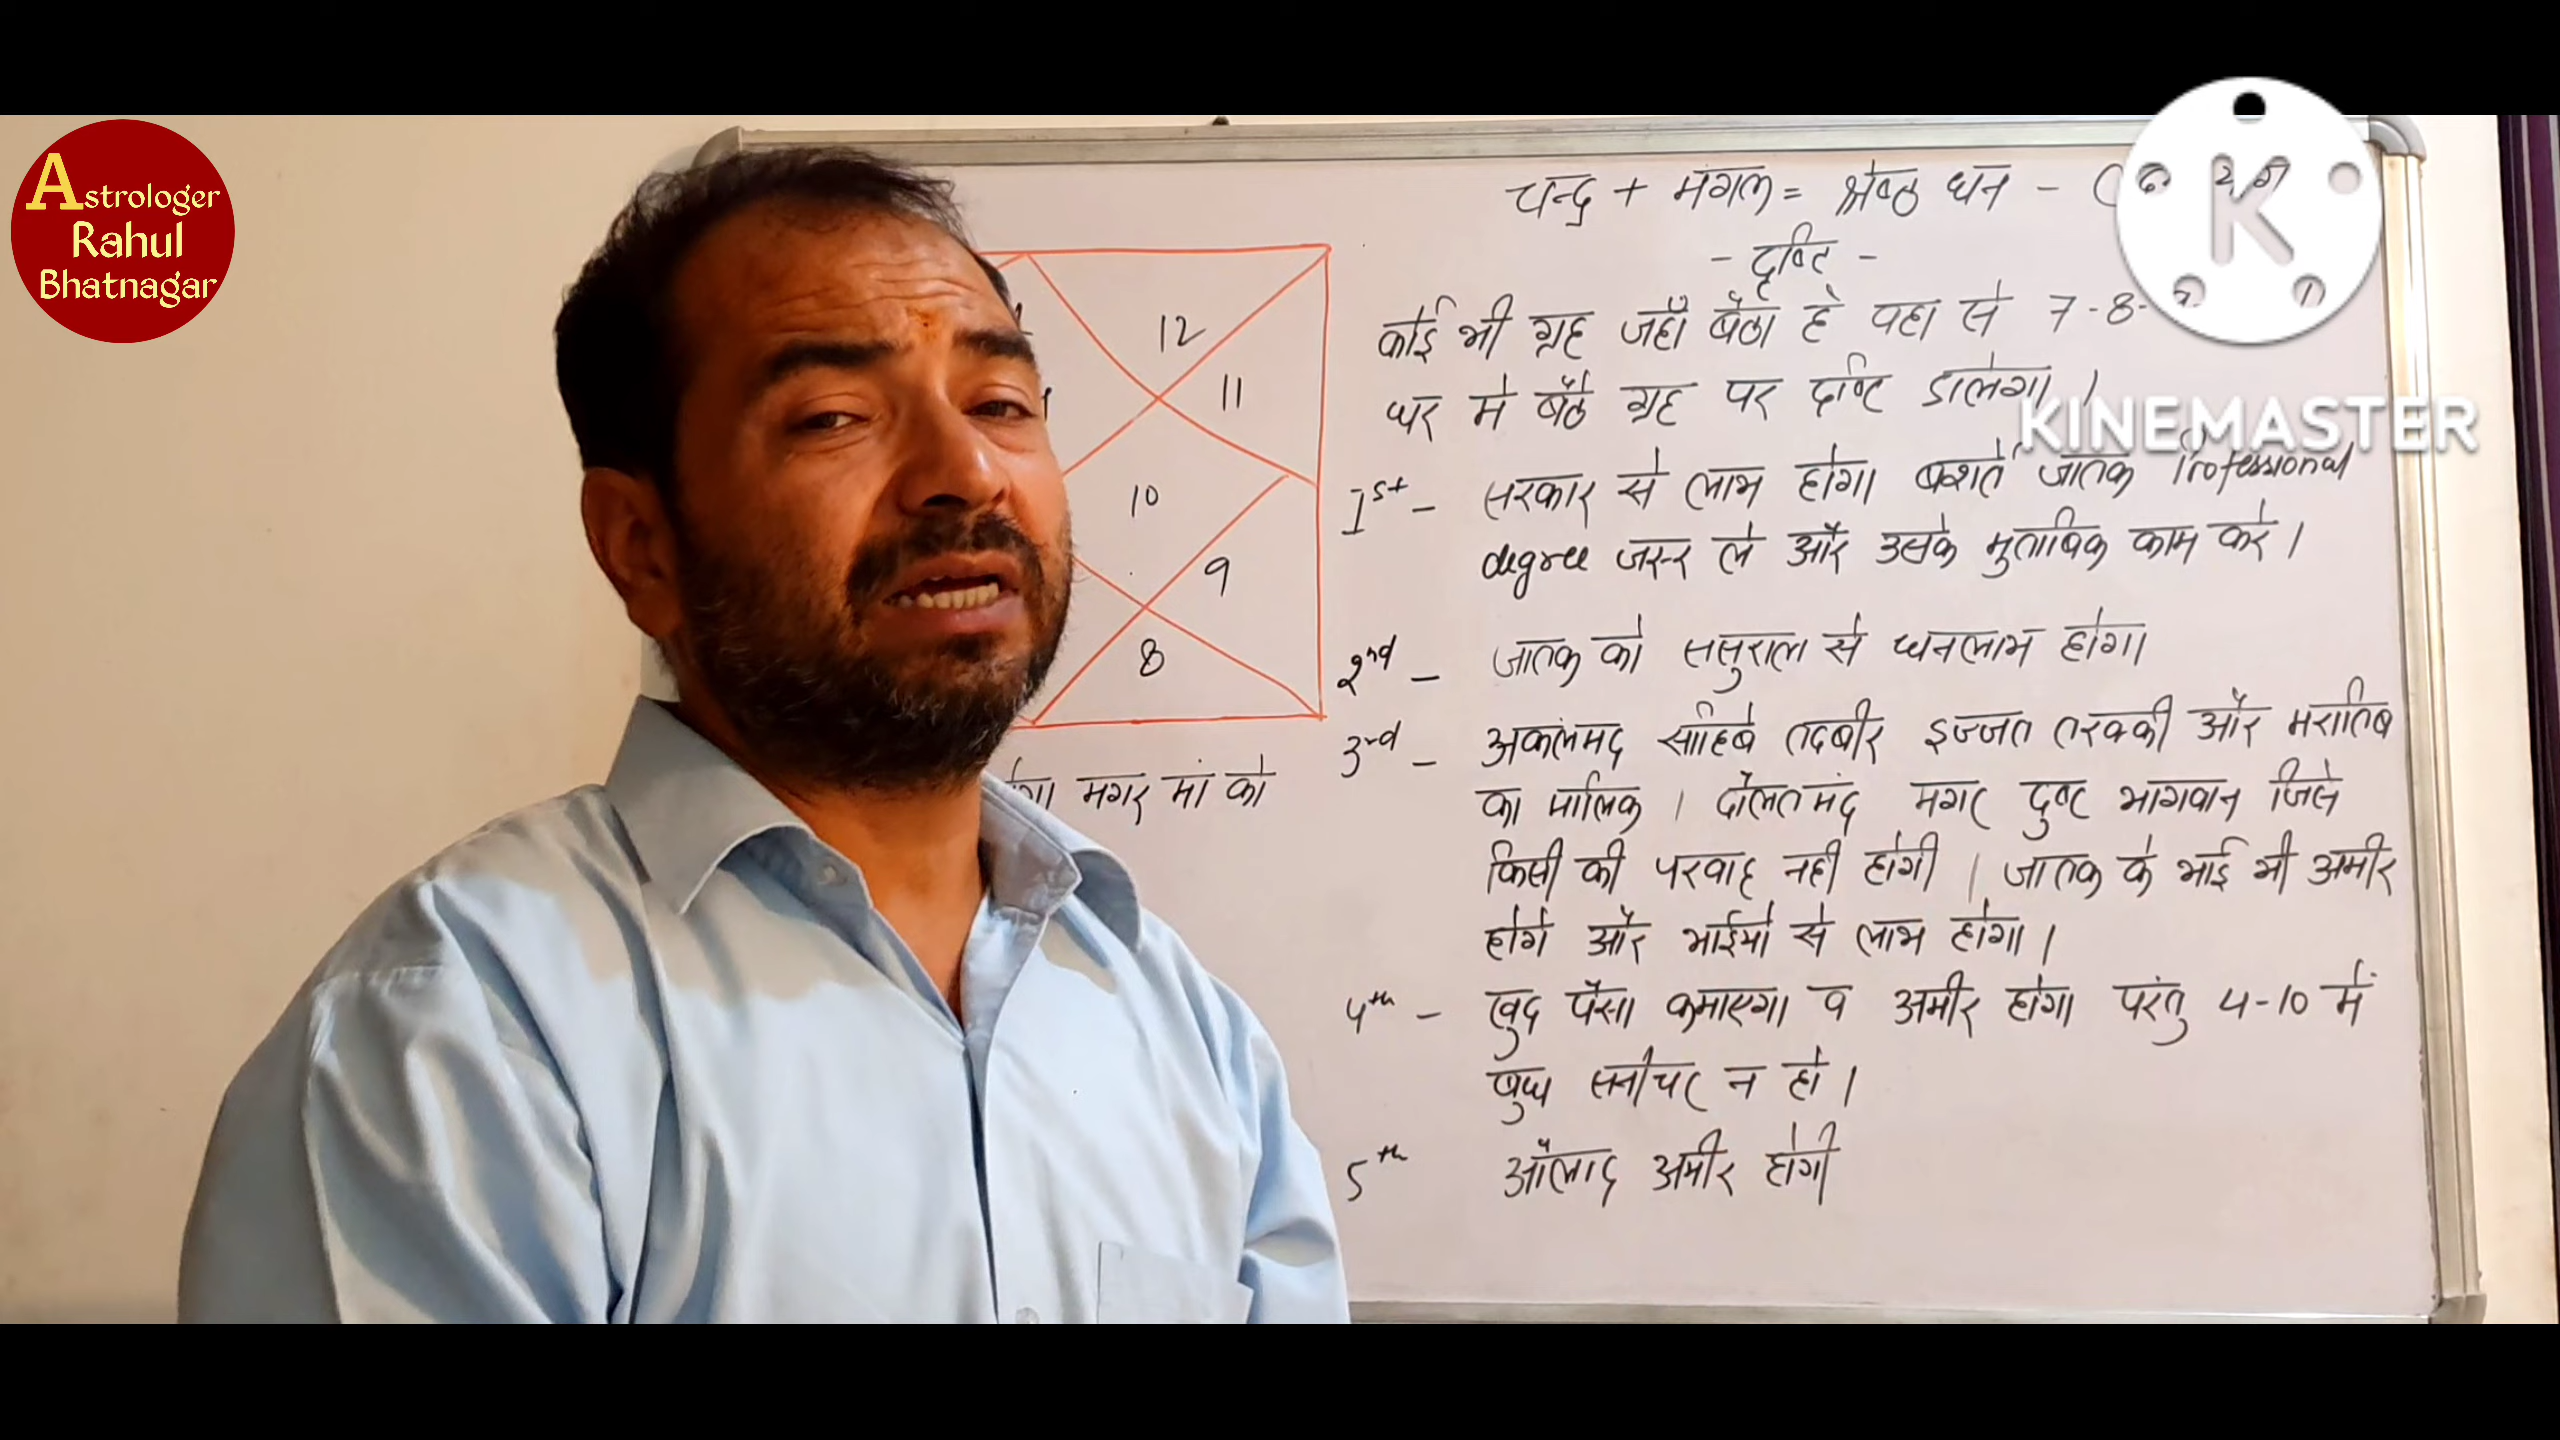 Astrologer
Rahul
Bhatnagar
चन्द्र + मंगल = श्रेष्ठ धन -
- दृष्टि -
कोई भी ग्रह जहाँ बैठा है वहा से 7-8-
घर मे बैठे ग्रह पर दृष्टि डालेगा।
KINEMASTER
12
11
10
9
8
Ist - सरकार से लाभ होगा बशर्ते जातक Professional
degree जरूर ले और उसके मुताबिक काम करे।
2nd - जातक को ससुराल से धनलाभ होगा
3rd - अकलमंद साहिबे तदबीर इज्जत तरक्की और मरातिब
का मालिक। दौलतमंद मगर दुष्ट भागवान जिसे
किसी की परवाह नही होगी। जातक के भाई भी अमीर
होगे और भाईयो से लाभ होगा।
मगर मां को
4th - खुद पैसा कमाएगा व अमीर होगा परंतु 4-10 में
बुध सनीचर न हो।
5th औलाद अमीर होगी